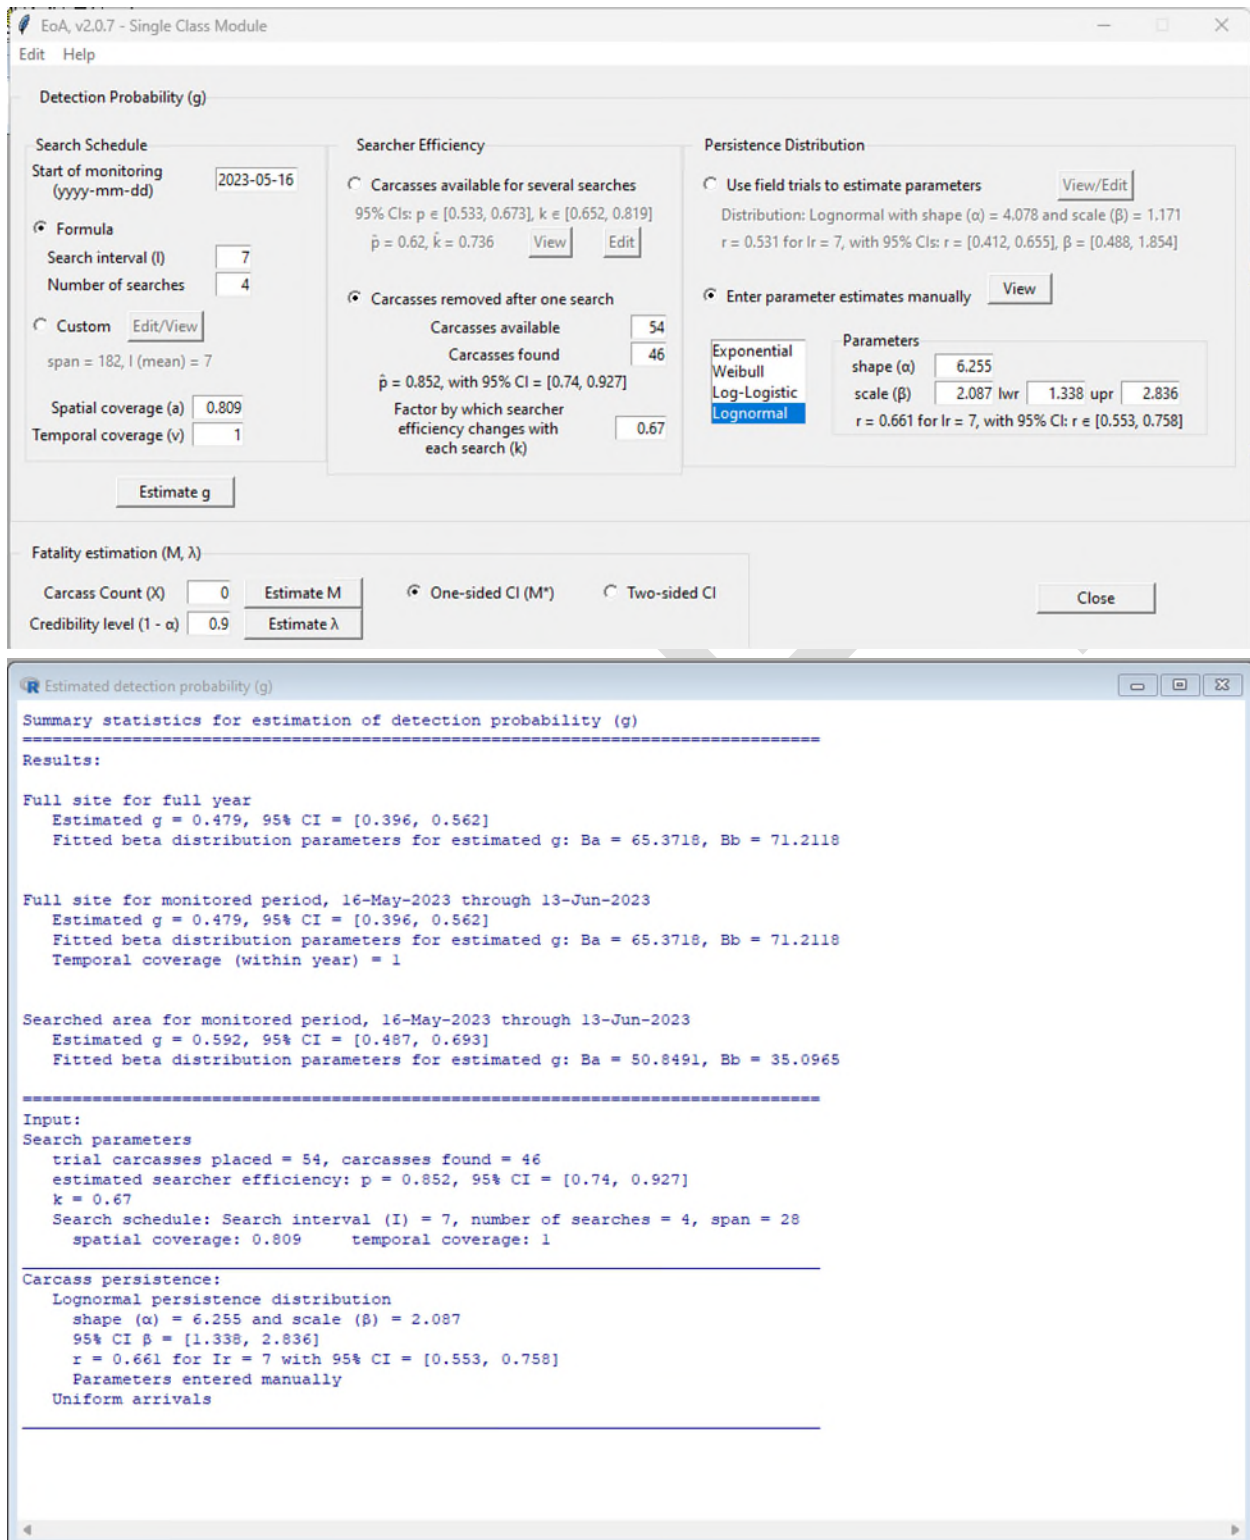 EoA, v2.0.7 - Single Class Module
Edit Help
Detection Probability (g)
Search Schedule
Start of monitoring
(yyyy-mm-dd)
2023-05-16
Formula
Search interval (I) 7
Number of searches 4
Custom Edit/View
span = 182, I (mean) = 7
Spatial coverage (a) 0.809
Temporal coverage (v) 1
Estimate g
Searcher Efficiency
Carcasses available for several searches
95% CIs: p ∈ [0.533, 0.673], k ∈ [0.652, 0.819]
p̂ = 0.62, k̂ = 0.736 View Edit
Carcasses removed after one search
Carcasses available 54
Carcasses found 46
p̂ = 0.852, with 95% CI = [0.74, 0.927]
Factor by which searcher
efficiency changes with 0.67
each search (k)
Persistence Distribution
Use field trials to estimate parameters View/Edit
Distribution: Lognormal with shape (α) = 4.078 and scale (β) = 1.171
r = 0.531 for Ir = 7, with 95% CIs: r = [0.412, 0.655], β = [0.488, 1.854]
Enter parameter estimates manually View
Exponential
Weibull
Log-Logistic
Lognormal
Parameters
shape (α) 6.255
scale (β) 2.087 lwr 1.338 upr 2.836
r = 0.661 for Ir = 7, with 95% CI: r ∈ [0.553, 0.758]
Fatality estimation (M, λ)
Carcass Count (X) 0 Estimate M One-sided CI (M*) Two-sided CI
Credibility level (1 - α) 0.9 Estimate λ
Close
R Estimated detection probability (g)
Summary statistics for estimation of detection probability (g)
Results:
Full site for full year
Estimated g = 0.479, 95% CI = [0.396, 0.562]
Fitted beta distribution parameters for estimated g: Ba = 65.3718, Bb = 71.2118
Full site for monitored period, 16-May-2023 through 13-Jun-2023
Estimated g = 0.479, 95% CI = [0.396, 0.562]
Fitted beta distribution parameters for estimated g: Ba = 65.3718, Bb = 71.2118
Temporal coverage (within year) = 1
Searched area for monitored period, 16-May-2023 through 13-Jun-2023
Estimated g = 0.592, 95% CI = [0.487, 0.693]
Fitted beta distribution parameters for estimated g: Ba = 50.8491, Bb = 35.0965
Input:
Search parameters
trial carcasses placed = 54, carcasses found = 46
estimated searcher efficiency: p = 0.852, 95% CI = [0.74, 0.927]
k = 0.67
Search schedule: Search interval (I) = 7, number of searches = 4, span = 28
spatial coverage: 0.809 temporal coverage: 1
Carcass persistence:
Lognormal persistence distribution
shape (α) = 6.255 and scale (β) = 2.087
95% CI β = [1.338, 2.836]
r = 0.661 for Ir = 7 with 95% CI = [0.553, 0.758]
Parameters entered manually
Uniform arrivals